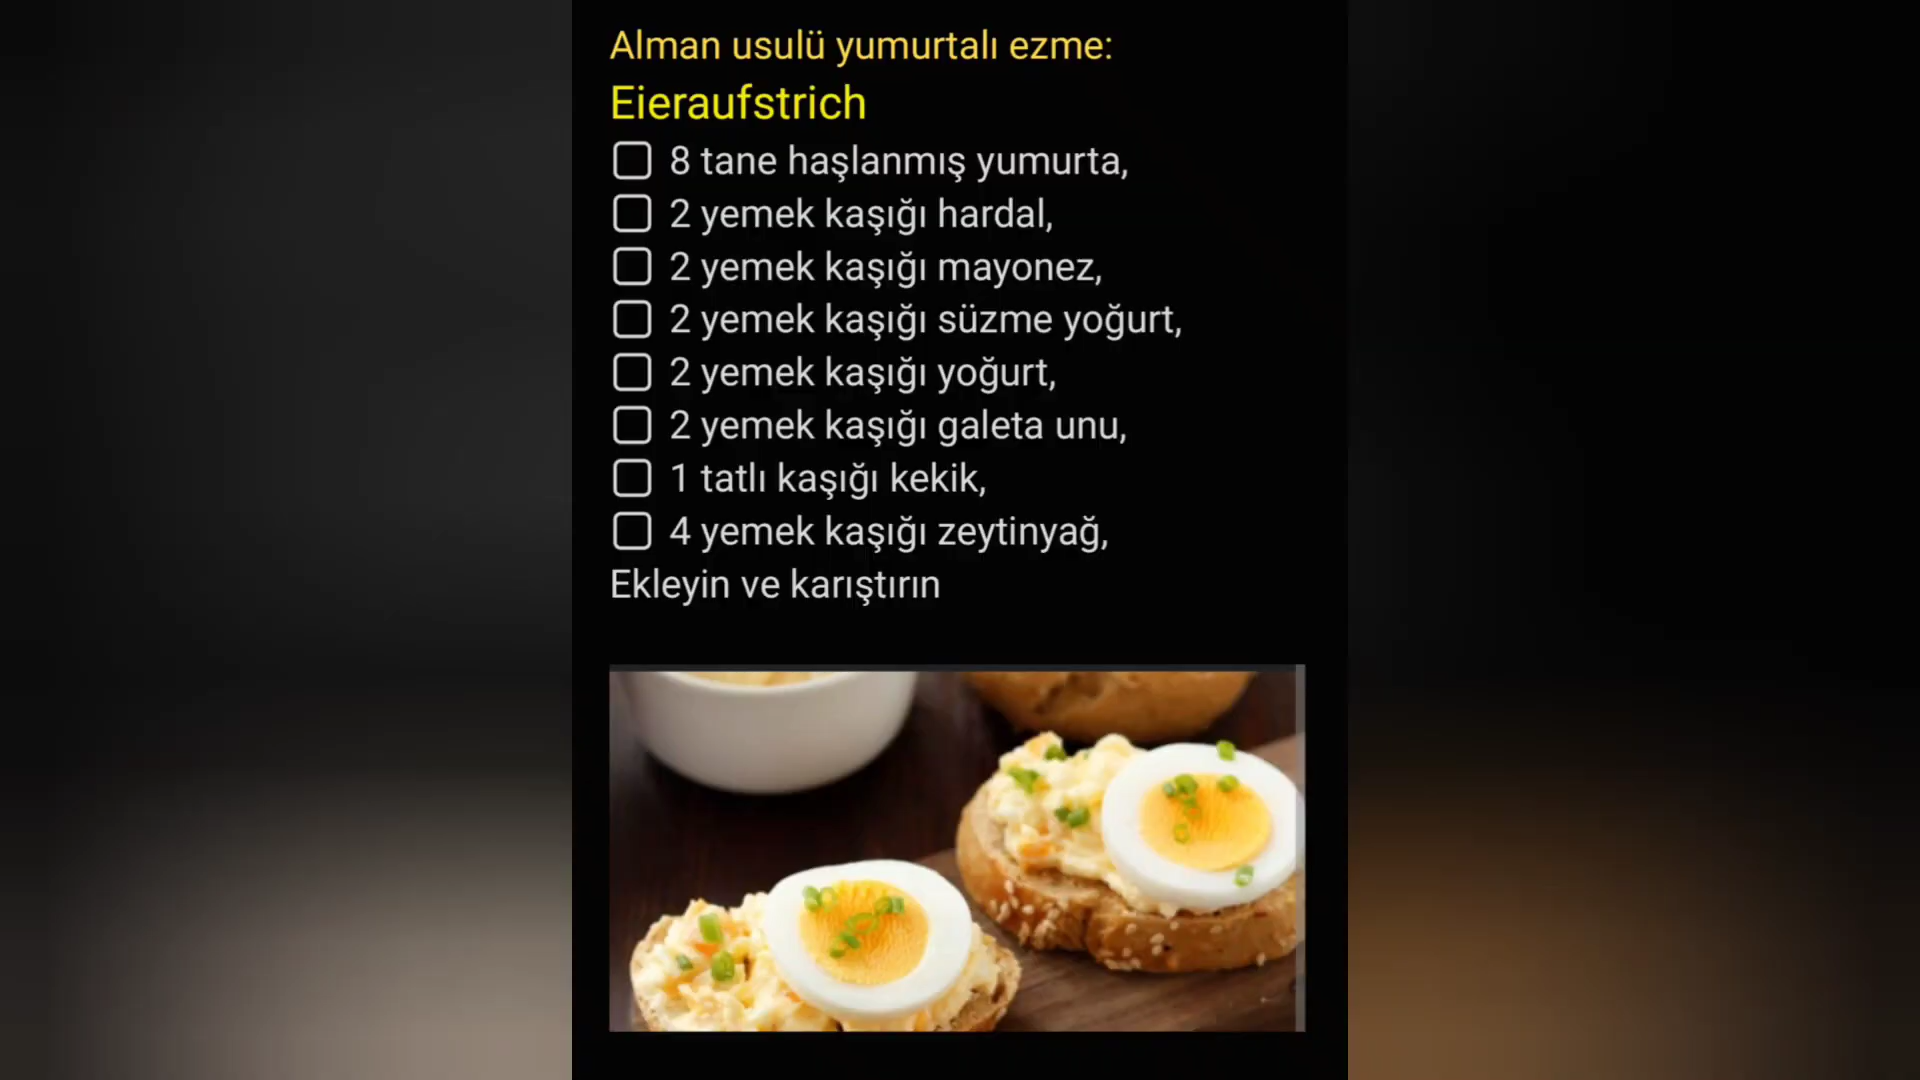 Alman usulü yumurtalı ezme:
Eieraufstrich
8 tane haşlanmış yumurta,
2 yemek kaşığı hardal,
2 yemek kaşığı mayonez,
2 yemek kaşığı süzme yoğurt,
2 yemek kaşığı yoğurt,
2 yemek kaşığı galeta unu,
1 tatlı kaşığı kekik,
4 yemek kaşığı zeytinyağ,
Ekleyin ve karıştırın